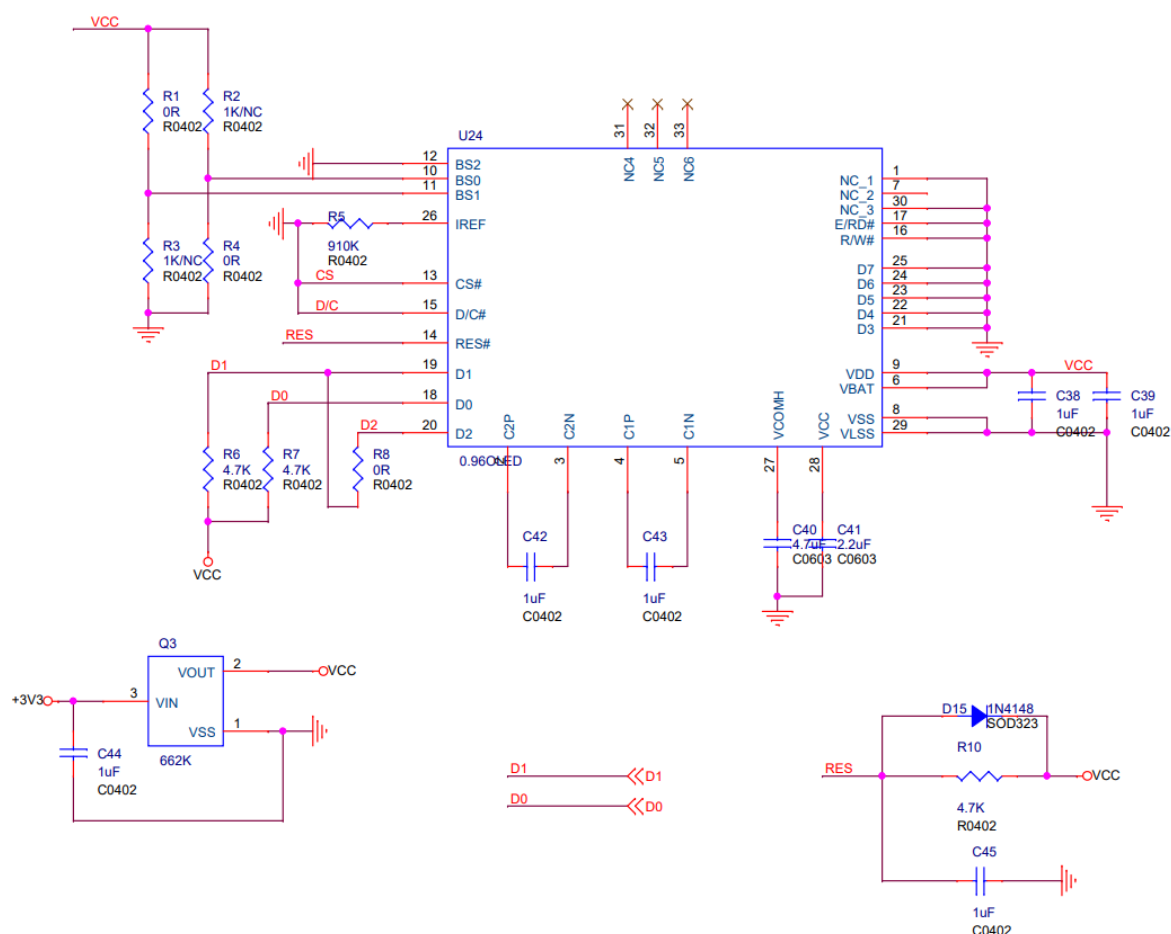 VCC
R1
0R
R0402
R2
1K/NC
R0402
R3
1K/NC
R0402
R4
0R
R0402
U24
31
32
33
NC4
NC5
NC6
12
BS2
10
BS0
11
BS1
R5
910K
R0402
26
IREF
CS
13
CS#
D/C
15
D/C#
RES
14
RES#
D1
19
D1
D0
18
D0
D2
20
D2
R6
4.7K
R0402
R7
4.7K
R0402
R8
0R
R0402
VCC
0.96OLED
NC_1
1
NC_2
7
NC_3
30
E/RD#
17
R/W#
16
D7
25
D6
24
D5
23
D4
22
D3
21
VDD
9
VCC
VBAT
6
VSS
8
VLSS
29
C38
1uF
C0402
C39
1uF
C0402
C2P
C2N
C1P
C1N
VCOMH
VCC
2
3
4
5
27
28
C42
1uF
C0402
C43
1uF
C0402
C40
4.7uF
C0603
C41
2.2uF
C0603
Q3
VOUT
2
VCC
+3V3
3
VIN
VSS
1
662K
C44
1uF
C0402
D1
D1
D0
D0
D15
1N4148
SOD323
RES
R10
4.7K
R0402
VCC
C45
1uF
C0402